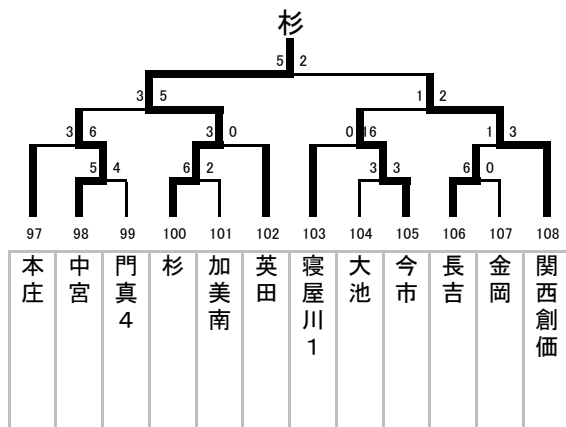 杉
5 2
3 5 1 2
3 6 3 0 0 16 1 3
5 4 6 2 3 3 6 0
97 98 99 100 101 102 103 104 105 106 107 108
本庄 中宮 門真４ 杉 加美南 英田 寝屋川１ 大池 今市 長吉 金岡 関西創価